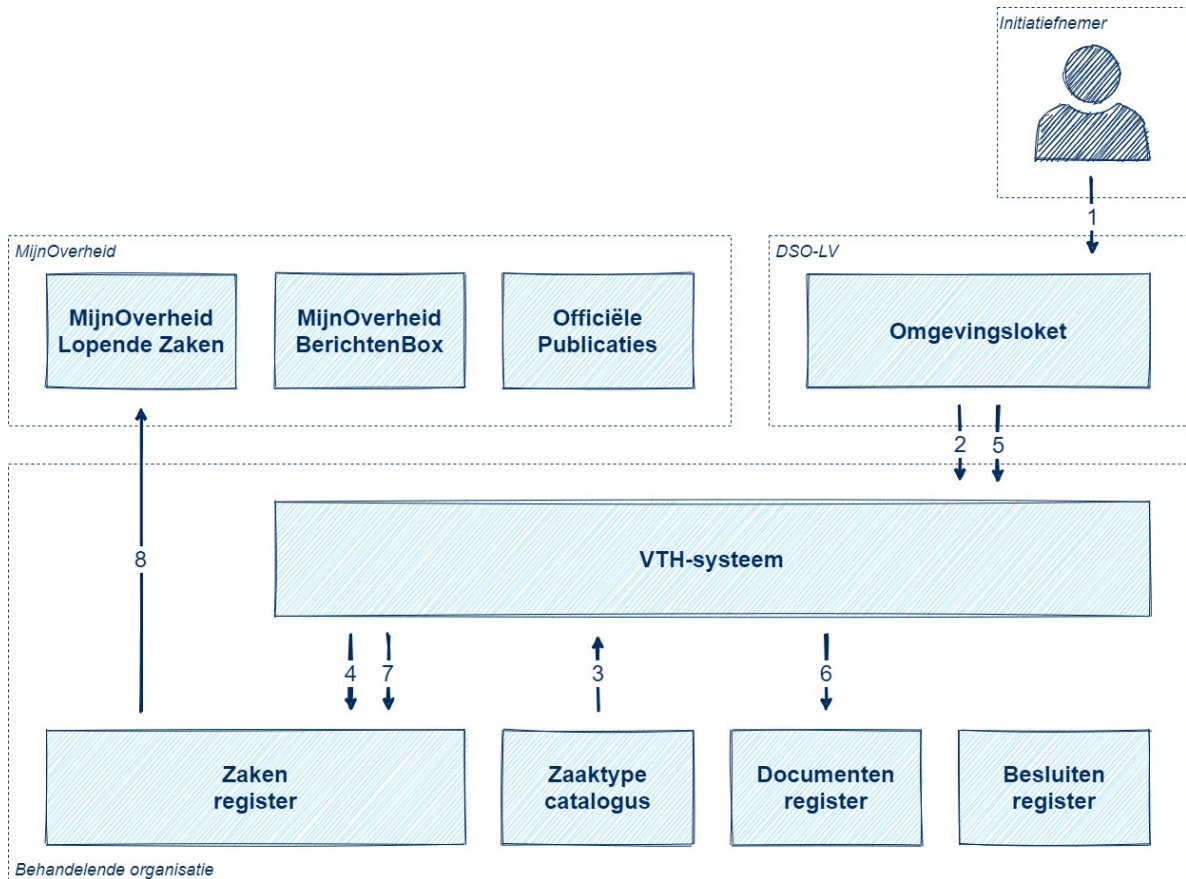 Initiatiefnemer
1
MijnOverheid
DSO-LV
MijnOverheid
Lopende Zaken
MijnOverheid
BerichtenBox
Officiële
Publicaties
Omgevingsloket
2
5
VTH-systeem
8
4
7
3
6
Zaken
register
Zaaktype
catalogus
Documenten
register
Besluiten
register
Behandelende organisatie